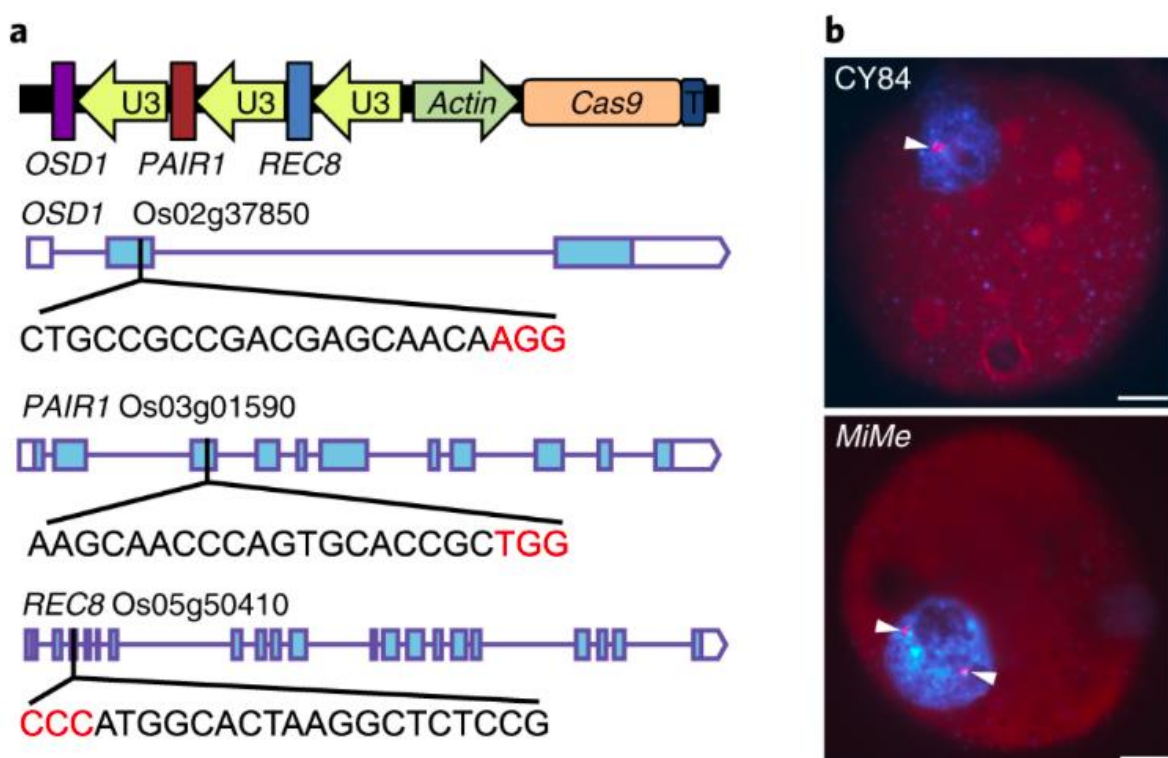 a
U3 U3 U3 Actin Cas9 T
OSD1 PAIR1 REC8
OSD1 Os02g37850
CTGCCGCCGACGAGCAACAAGG
PAIR1 Os03g01590
AAGCAACCCAGTGCACCGCTGG
REC8 Os05g50410
CCCATGGCACTAAGGCTCTCCG
b
CY84
MiMe